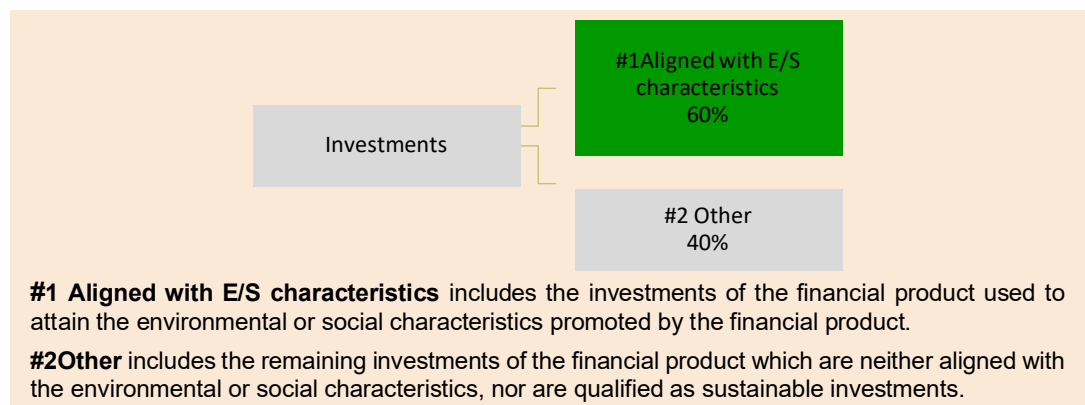 #1Aligned with E/S
characteristics
60%
Investments
#2 Other
40%
#1 Aligned with E/S characteristics includes the investments of the financial product used to
attain the environmental or social characteristics promoted by the financial product.
#2Other includes the remaining investments of the financial product which are neither aligned with
the environmental or social characteristics, nor are qualified as sustainable investments.